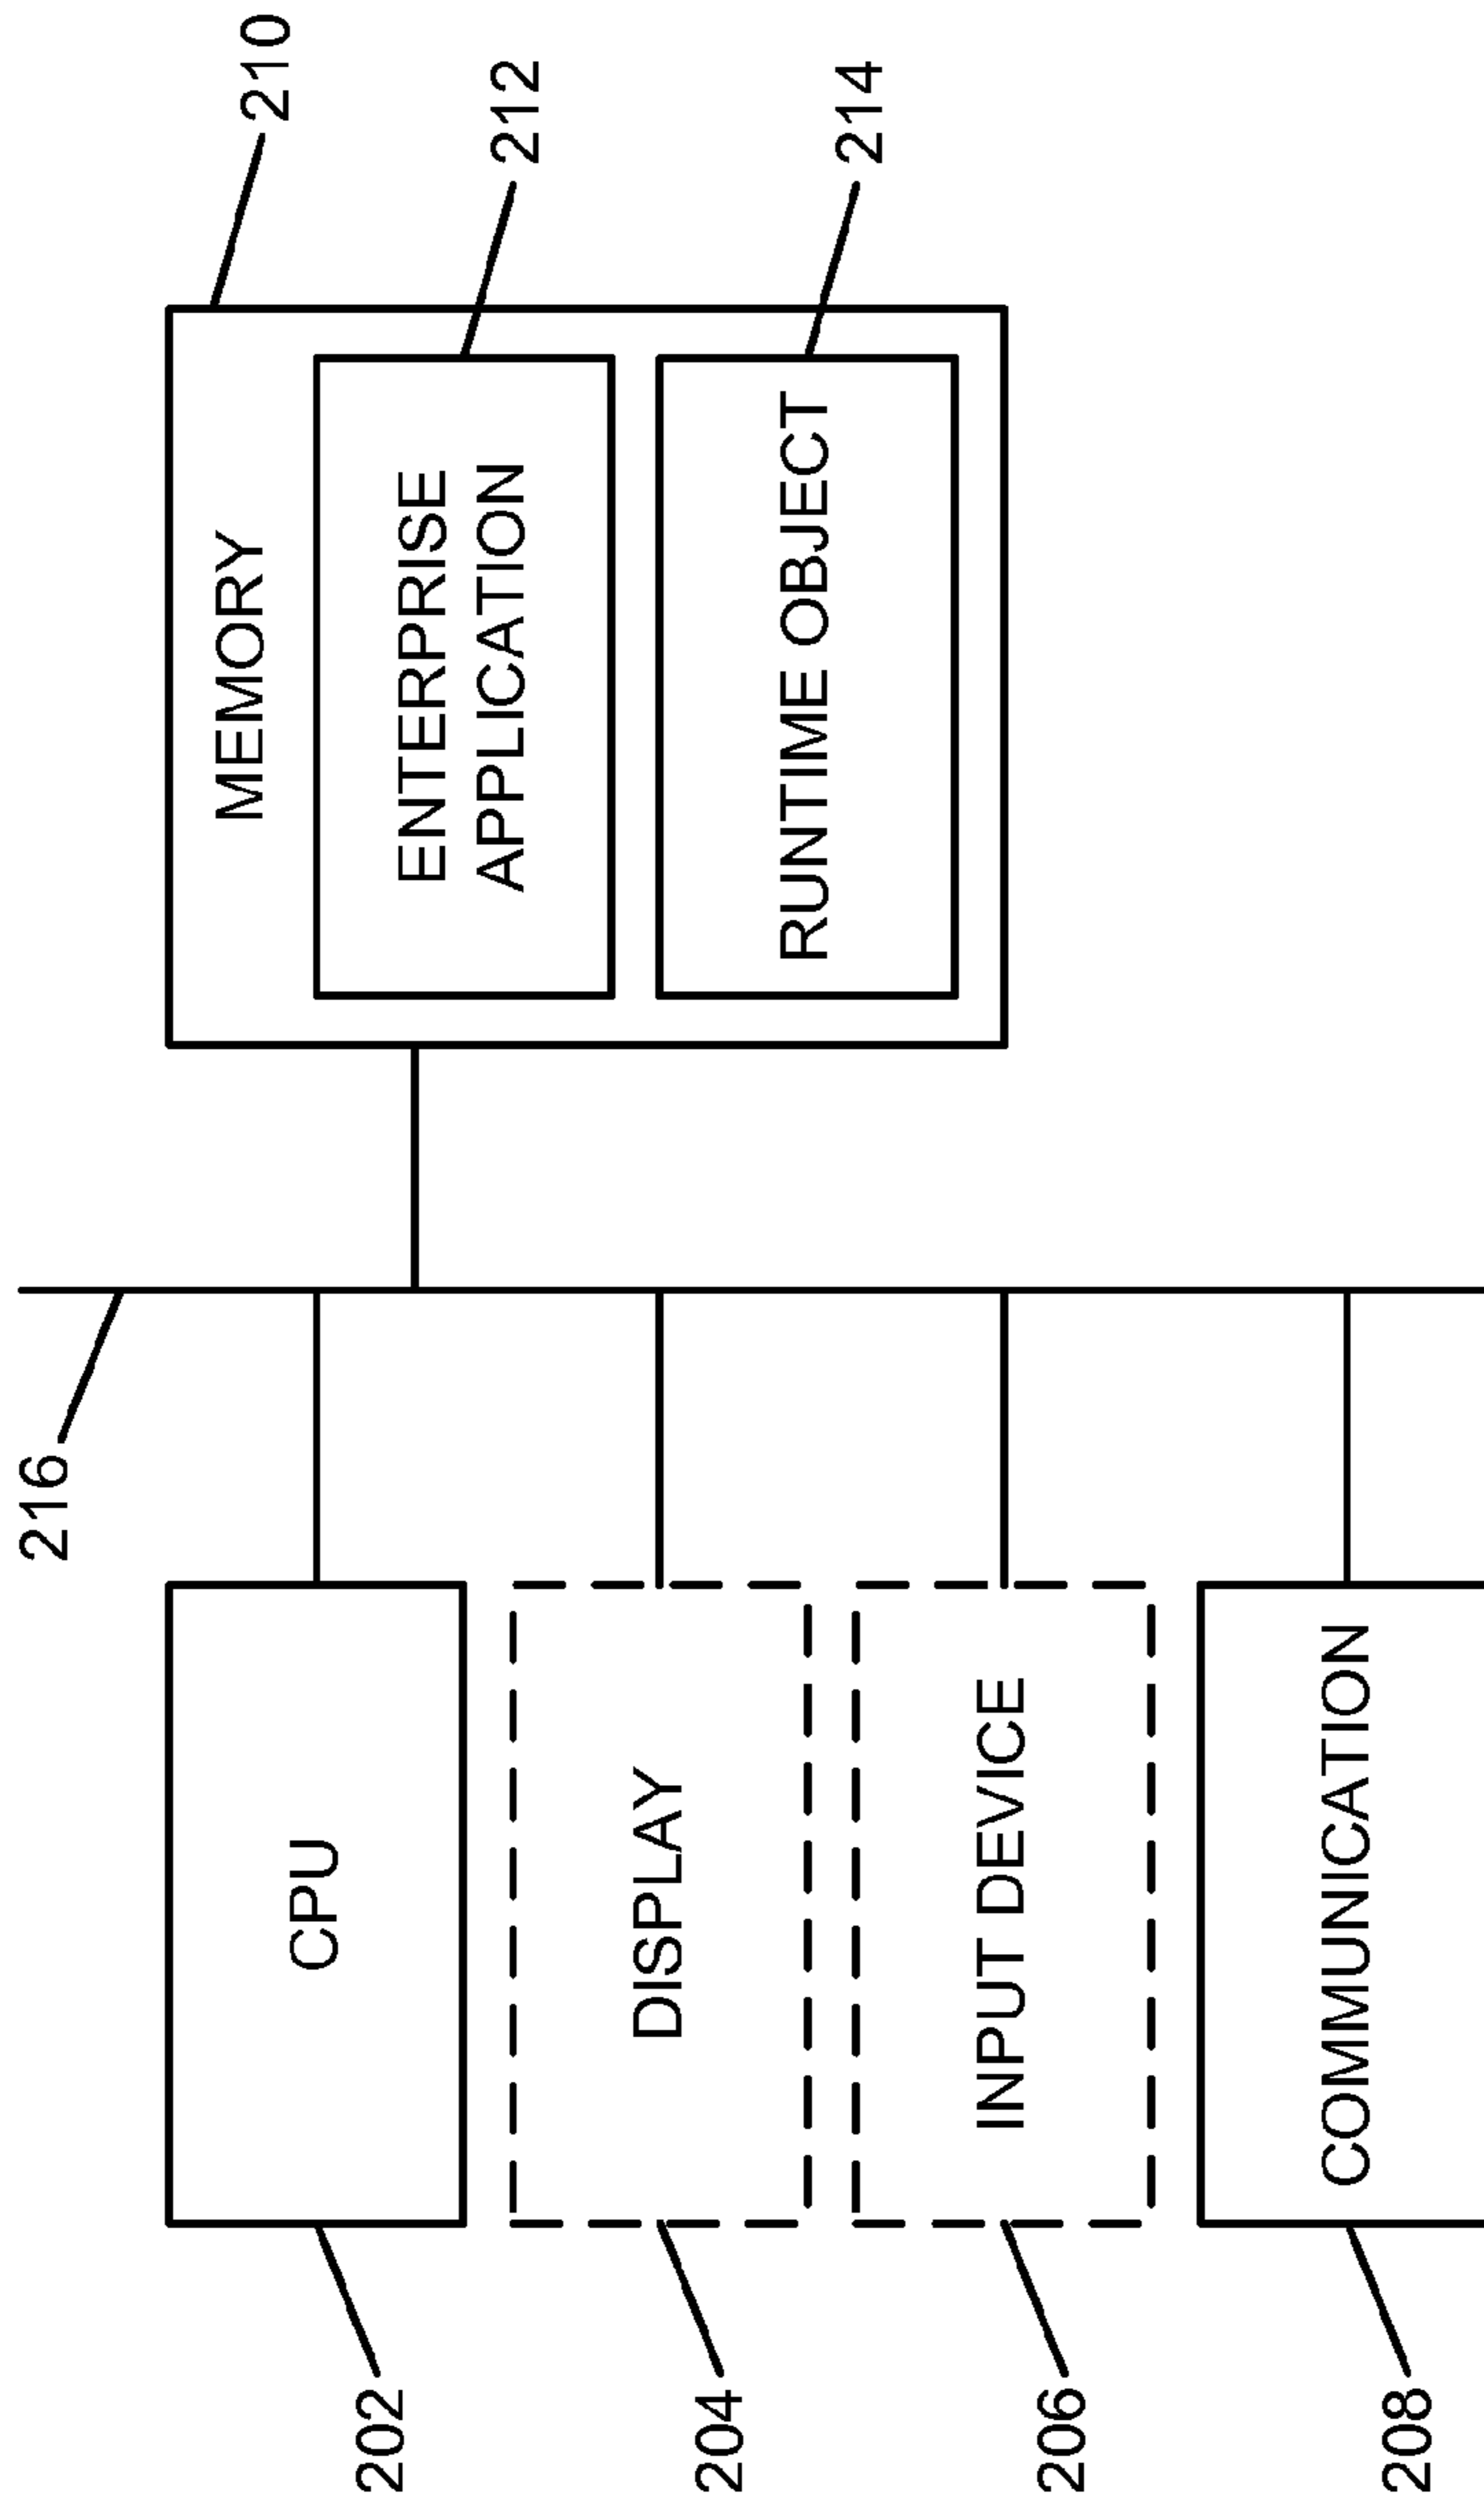 CPU
202
DISPLAY
204
INPUT DEVICE
206
COMMUNICATION
208
216
MEMORY
210
ENTERPRISE
APPLICATION
212
RUNTIME OBJECT
214